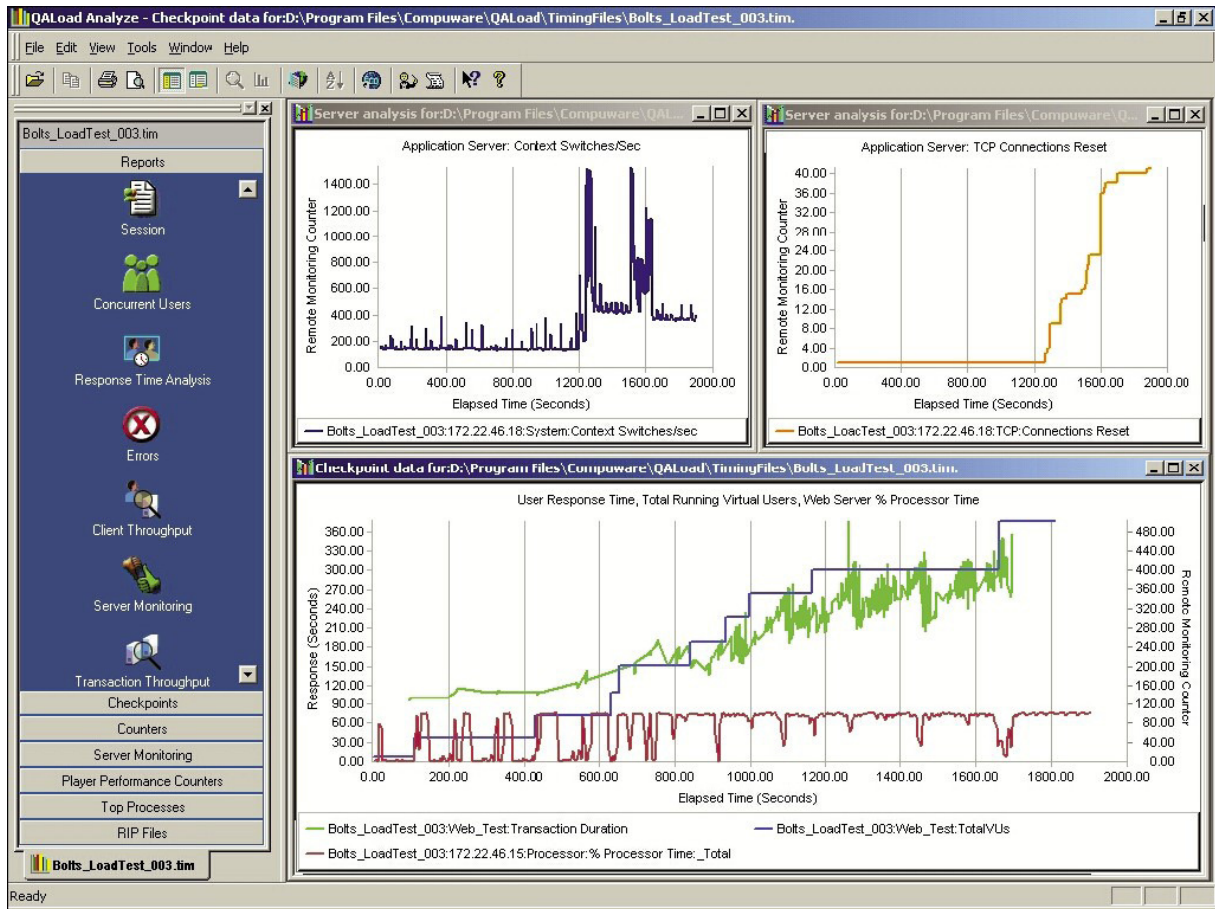 QALoad Analyze - Checkpoint data for:D:\Program Files\Compuware\QALoad\TimingFiles\Bolts_LoadTest_003.tim.
File Edit View Tools Window Help
Bolts_LoadTest_003.tim
Reports
Session
Concurrent Users
Response Time Analysis
Errors
Client Throughput
Server Monitoring
Transaction Throughput
Checkpoints
Counters
Server Monitoring
Player Performance Counters
Top Processes
RIP Files
Bolts_LoadTest_003.tim
Ready
Server analysis for:D:\Program Files\Compuware\QAL...
Application Server: Context Switches/Sec
Remote Monitoring Counter
1400.00
1200.00
1000.00
800.00
600.00
400.00
200.00
0.00
0.00 400.00 800.00 1200.00 1600.00 2000.00
Elapsed Time (Seconds)
Bolts_LoadTest_003:172.22.46.18:System:Context Switches/sec
Server analysis for:D:\Program Files\Compuware\Q...
Application Server: TCP Connections Reset
Remote Monitoring Counter
40.00
36.00
32.00
28.00
24.00
20.00
16.00
12.00
8.00
4.00
0.00
0.00 400.00 800.00 1200.00 1600.00 2000.00
Elapsed Time (Seconds)
Bolts_LoacTest_003:172.22.46.18:TCP:Connections Reset
Checkpoint data for:D:\Program Files\Compuware\QALoad\TimingFiles\Bolts_LoadTest_003.tim.
User Response Time, Total Running Virtual Users, Web Server % Processor Time
Response (Seconds)
360.00
330.00
300.00
270.00
240.00
210.00
180.00
150.00
120.00
90.00
60.00
30.00
0.00
480.00
440.00
400.00
360.00
320.00
280.00
240.00
200.00
160.00
120.00
80.00
40.00
0.00
Remote Monitoring Counter
0.00 200.00 400.00 600.00 800.00 1000.00 1200.00 1400.00 1600.00 1800.00 2000.00
Elapsed Time (Seconds)
Bolts_LoadTest_003:Web_Test:Transaction Duration
Bolts_LoadTest_003:Web_Test:TotalVUs
Bolts_LoadTest_003:172.22.46.15:Processor:% Processor Time:_Total